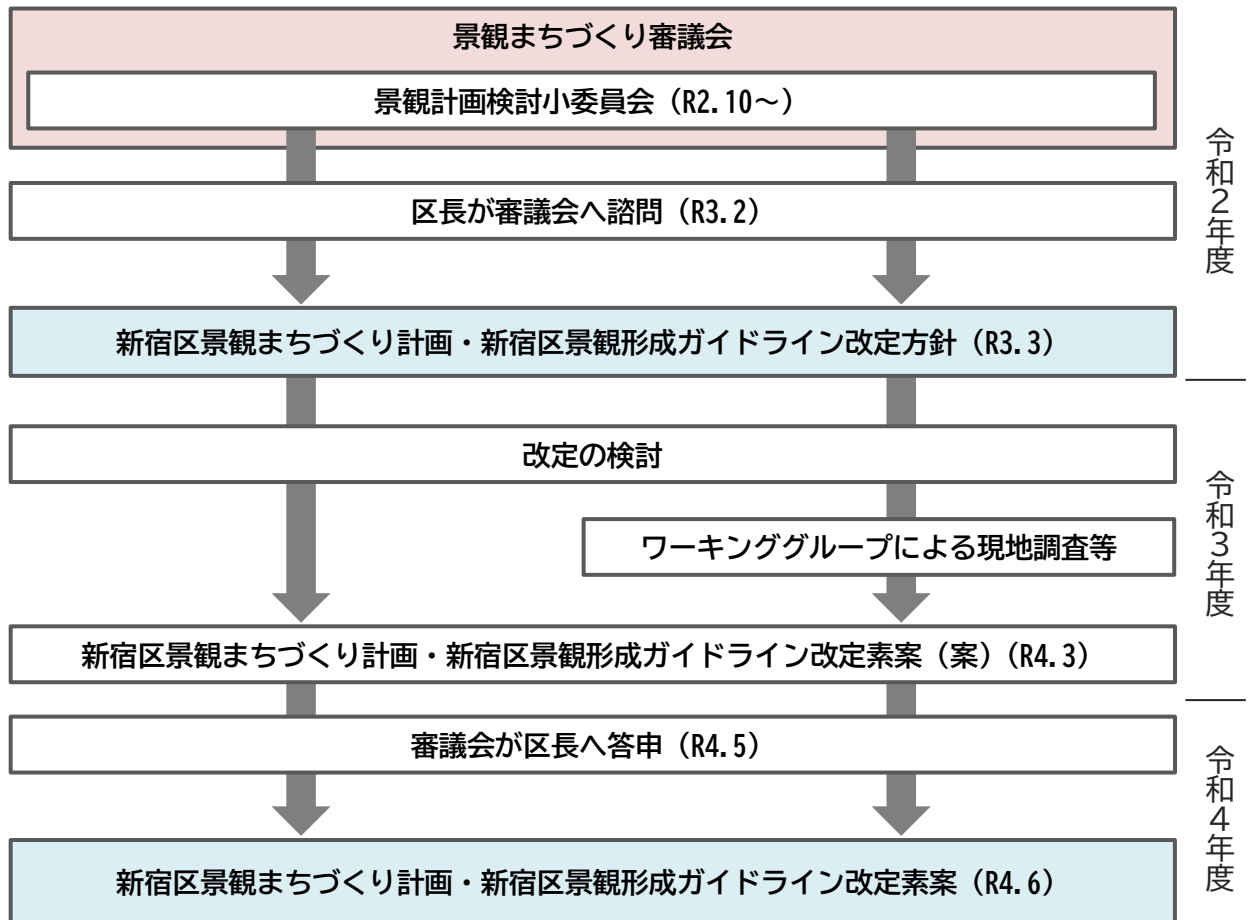 景観まちづくり審議会
景観計画検討小委員会（R2.10～）
区長が審議会へ諮問（R3.2）
新宿区景観まちづくり計画・新宿区景観形成ガイドライン改定方針（R3.3）
令和２年度
改定の検討
ワーキンググループによる現地調査等
新宿区景観まちづくり計画・新宿区景観形成ガイドライン改定素案（案）（R4.3）
令和３年度
審議会が区長へ答申（R4.5）
新宿区景観まちづくり計画・新宿区景観形成ガイドライン改定素案（R4.6）
令和４年度